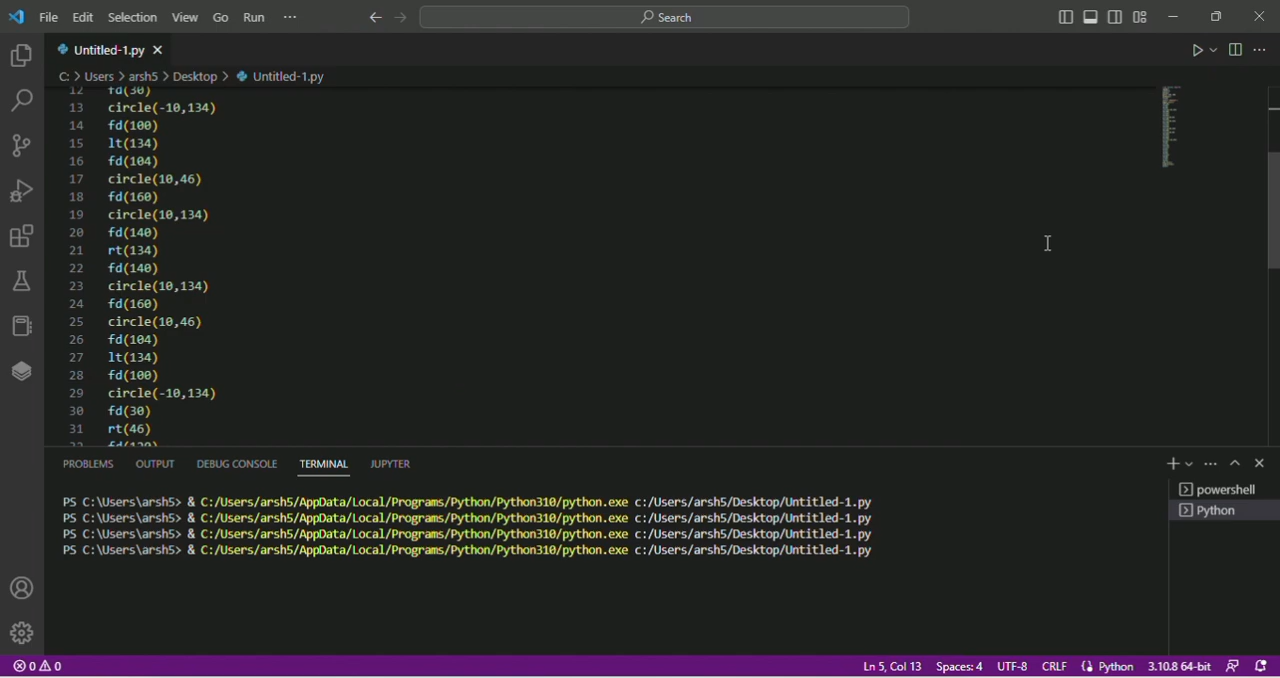 File Edit Selection View Go Run ··· Search
Untitled-1.py
C: > Users > arsh5 > Desktop > Untitled-1.py
12 fd(30)
13 circle(-10,134)
14 fd(100)
15 lt(134)
16 fd(104)
17 circle(10,46)
18 fd(160)
19 circle(10,134)
20 fd(140)
21 rt(134)
22 fd(140)
23 circle(10,134)
24 fd(160)
25 circle(10,46)
26 fd(104)
27 lt(134)
28 fd(100)
29 circle(-10,134)
30 fd(30)
31 rt(46)
32 fd(120)
PROBLEMS OUTPUT DEBUG CONSOLE TERMINAL JUPYTER
PS C:\Users\arsh5> & C:/Users/arsh5/AppData/Local/Programs/Python/Python310/python.exe c:/Users/arsh5/Desktop/Untitled-1.py
PS C:\Users\arsh5> & C:/Users/arsh5/AppData/Local/Programs/Python/Python310/python.exe c:/Users/arsh5/Desktop/Untitled-1.py
PS C:\Users\arsh5> & C:/Users/arsh5/AppData/Local/Programs/Python/Python310/python.exe c:/Users/arsh5/Desktop/Untitled-1.py
PS C:\Users\arsh5> & C:/Users/arsh5/AppData/Local/Programs/Python/Python310/python.exe c:/Users/arsh5/Desktop/Untitled-1.py
powershell
Python
0 0 Ln 5, Col 13 Spaces: 4 UTF-8 CRLF Python 3.10.8 64-bit